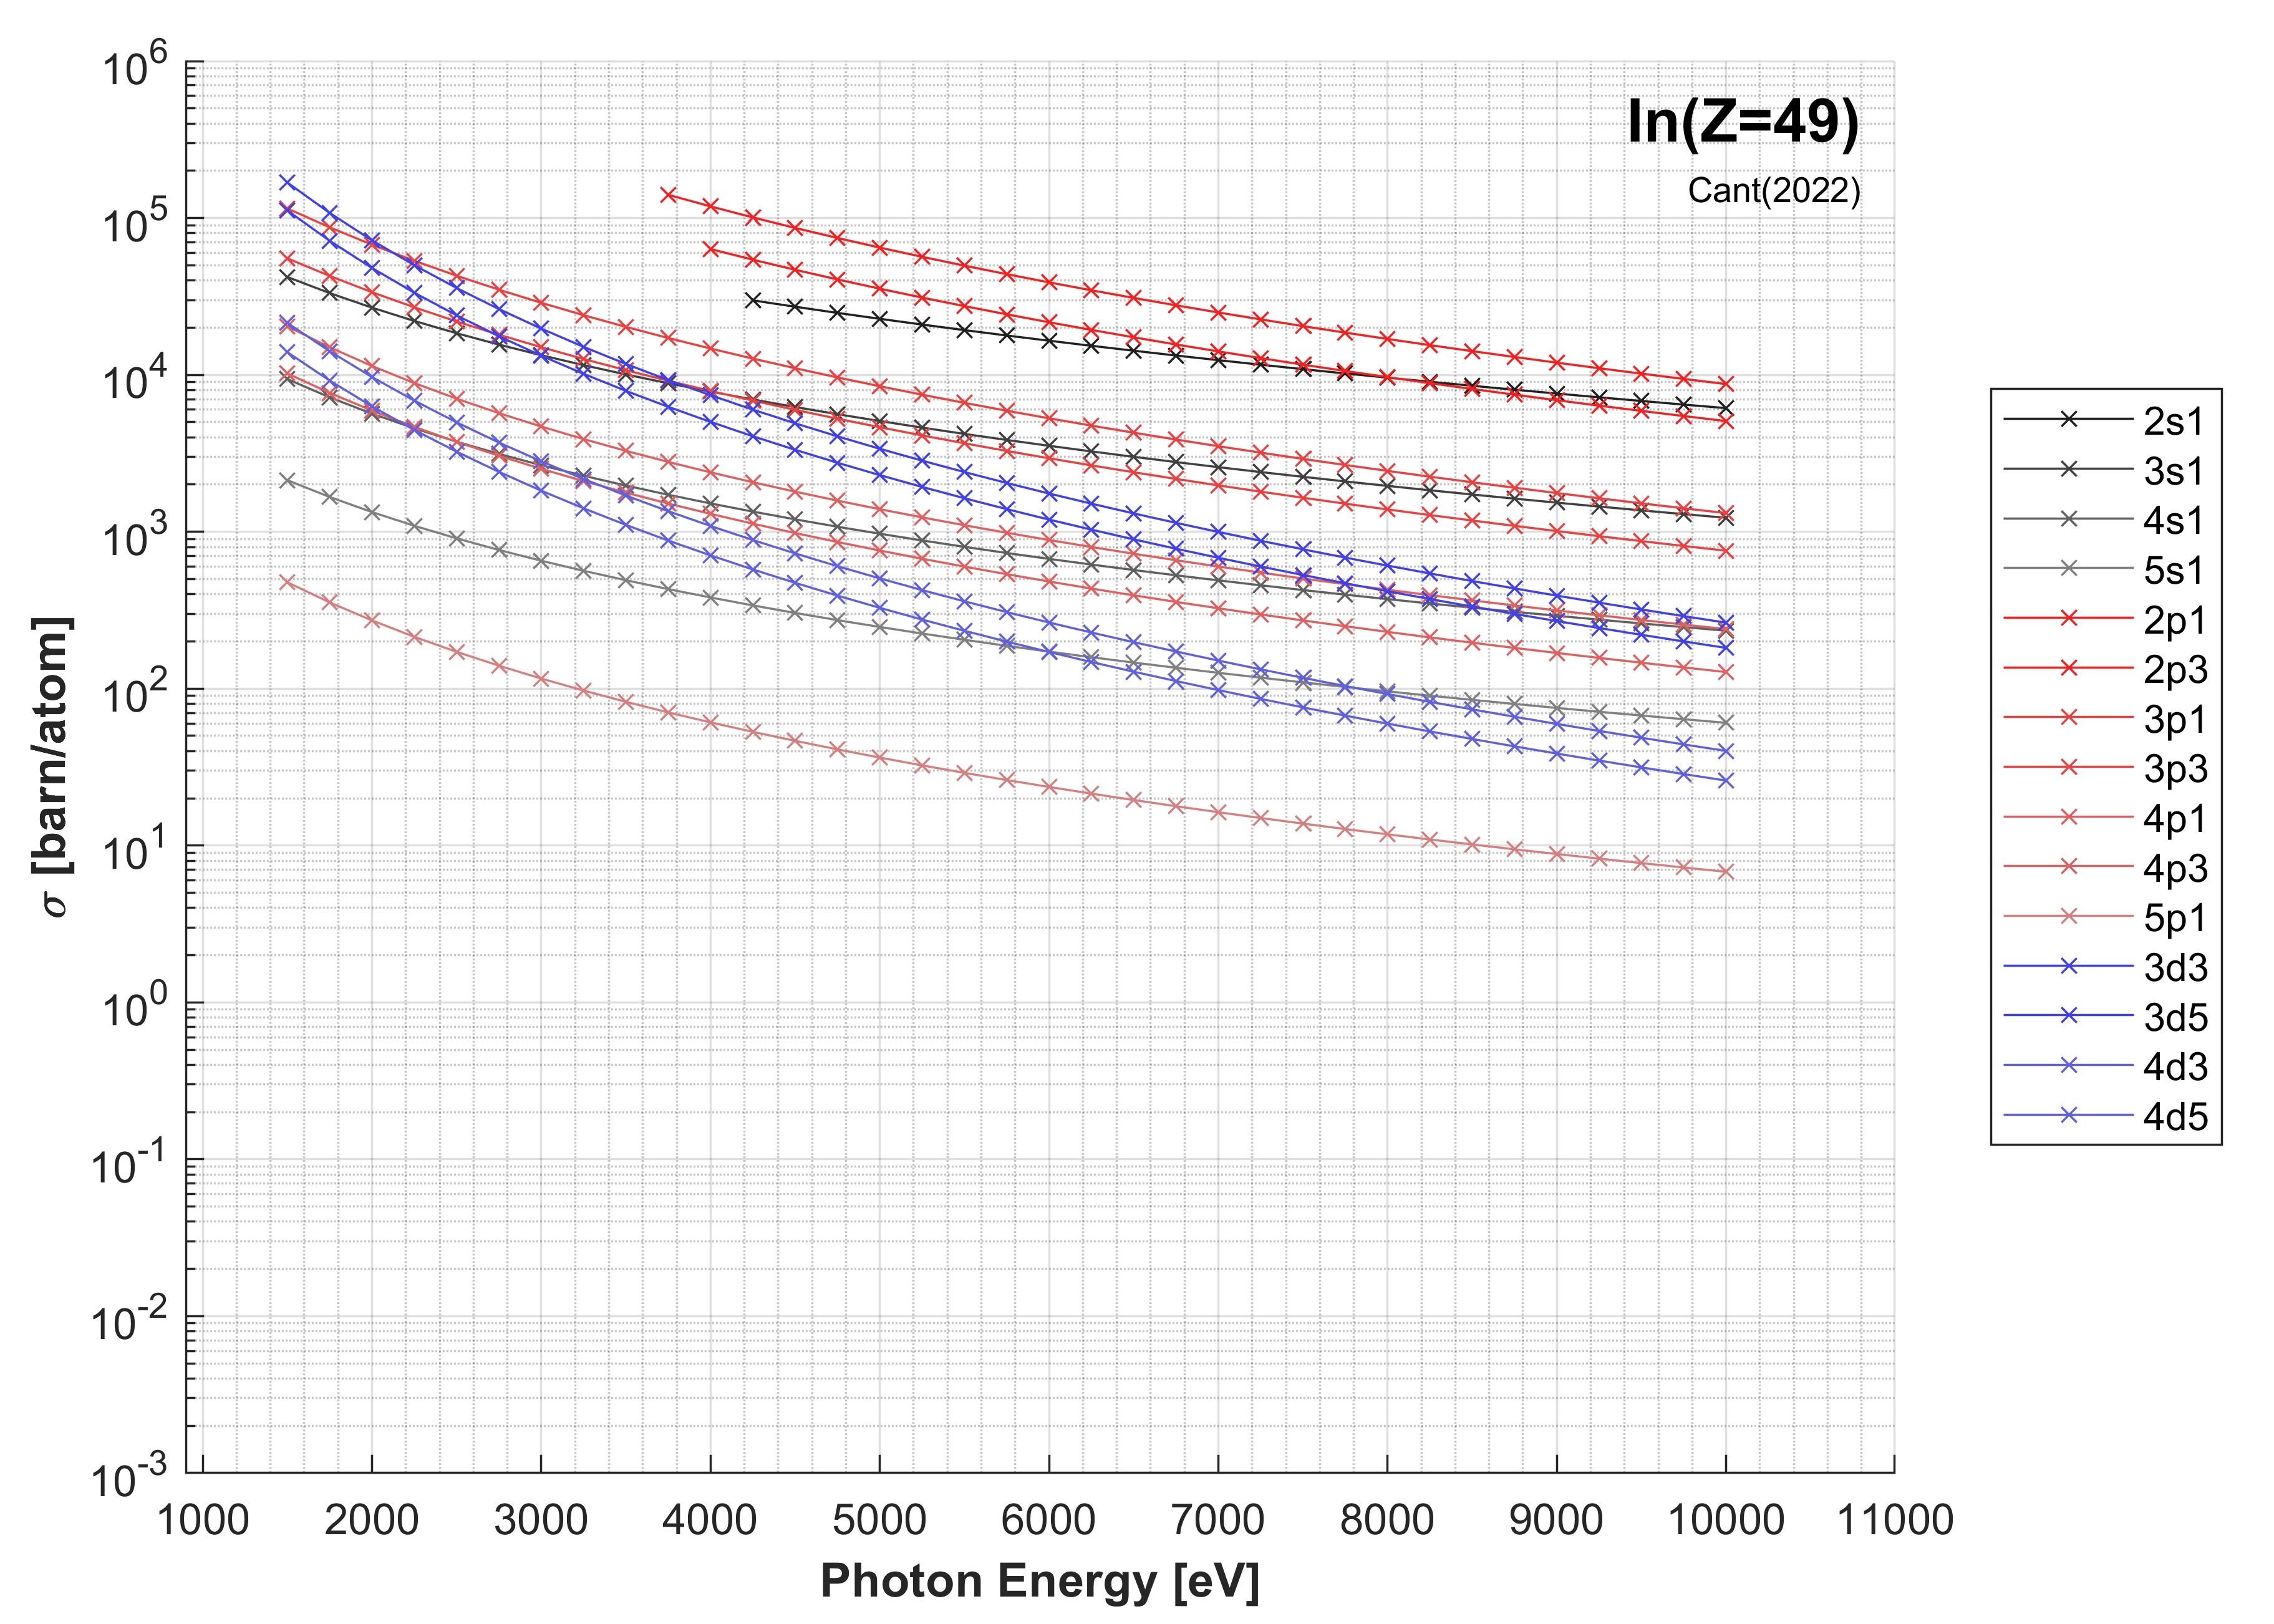 10^6
10^5
10^4
10^3
10^2
10^1
10^0
10^-1
10^-2
10^-3
σ [barn/atom]
In(Z=49)
Cant(2022)
1000 2000 3000 4000 5000 6000 7000 8000 9000 10000 11000
Photon Energy [eV]
2s1
3s1
4s1
5s1
2p1
2p3
3p1
3p3
4p1
4p3
5p1
3d3
3d5
4d3
4d5